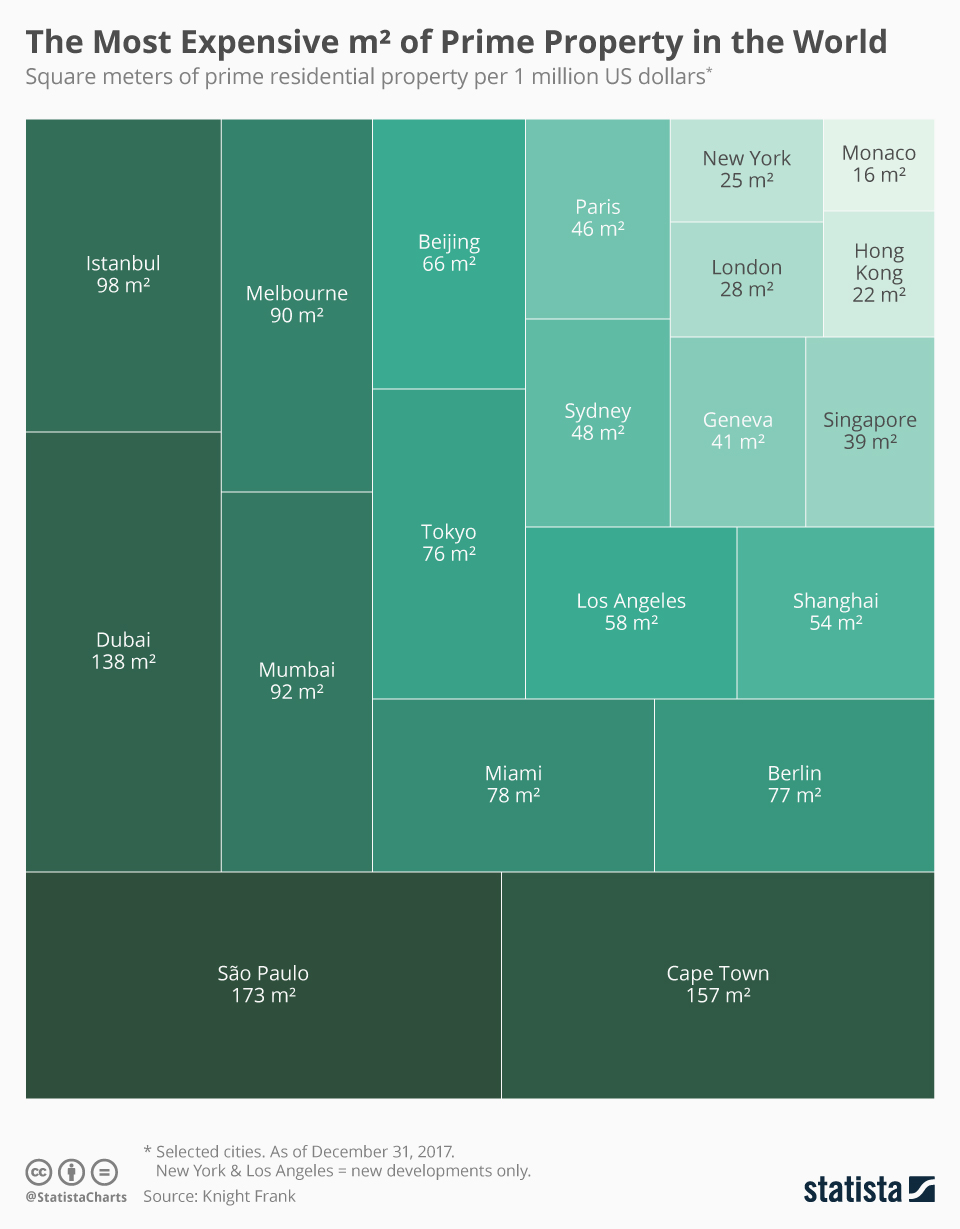 The Most Expensive m² of Prime Property in the World
Square meters of prime residential property per 1 million US dollars*
Istanbul
98 m²
Melbourne
90 m²
Beijing
66 m²
Paris
46 m²
New York
25 m²
Monaco
16 m²
London
28 m²
Hong
Kong
22 m²
Sydney
48 m²
Geneva
41 m²
Singapore
39 m²
Tokyo
76 m²
Los Angeles
58 m²
Shanghai
54 m²
Dubai
138 m²
Mumbai
92 m²
Miami
78 m²
Berlin
77 m²
São Paulo
173 m²
Cape Town
157 m²
* Selected cities. As of December 31, 2017.
New York & Los Angeles = new developments only.
cc
@StatistaCharts
Source: Knight Frank
statista